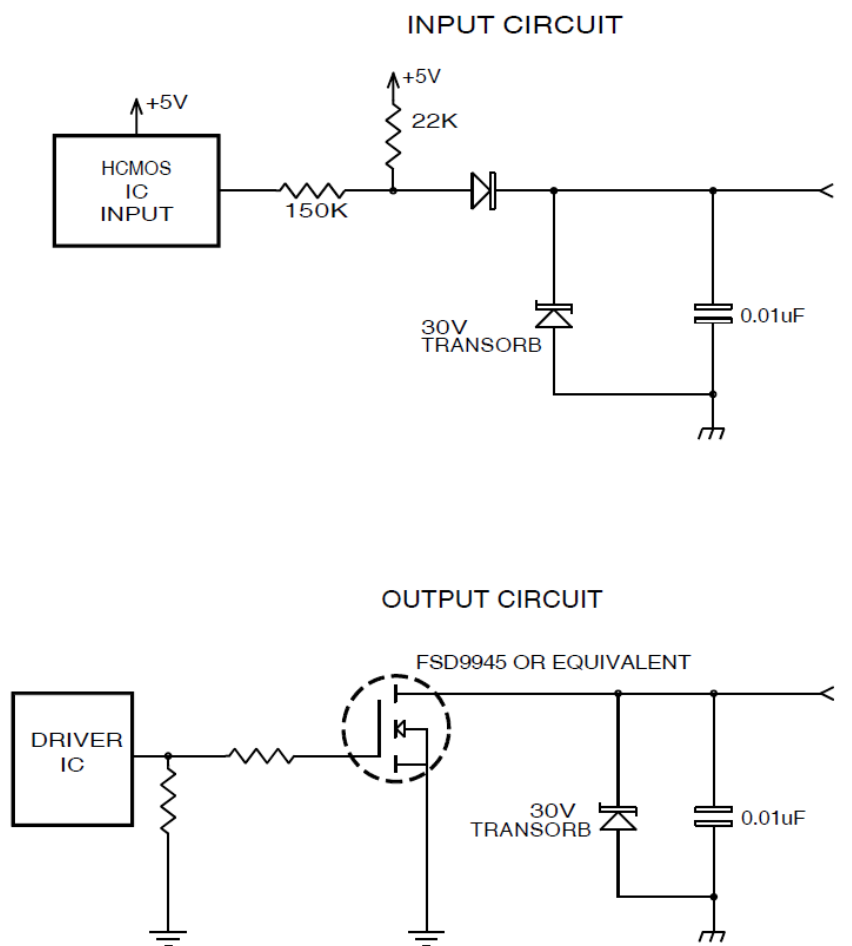 INPUT CIRCUIT
+5V
+5V
22K
HCMOS
IC
INPUT
150K
30V
TRANSORB
0.01uF
OUTPUT CIRCUIT
FSD9945 OR EQUIVALENT
DRIVER
IC
30V
TRANSORB
0.01uF